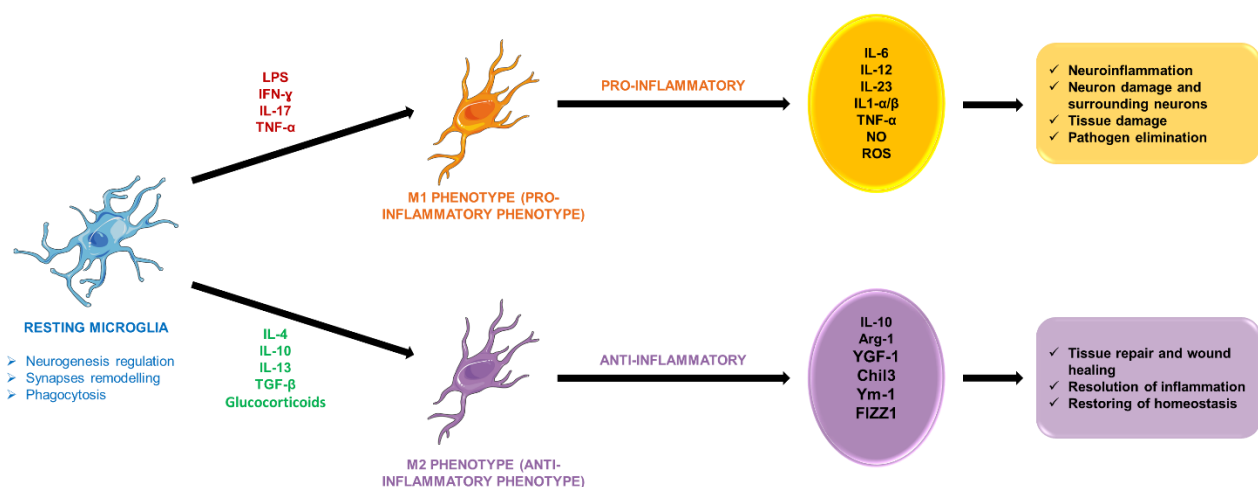 LPS
IFN-ɣ
IL-17
TNF-α
PRO-INFLAMMATORY
M1 PHENOTYPE (PRO-
INFLAMMATORY PHENOTYPE)
IL-6
IL-12
IL-23
IL1-α/β
TNF-α
NO
ROS
✓ Neuroinflammation
✓ Neuron damage and
surrounding neurons
✓ Tissue damage
✓ Pathogen elimination
RESTING MICROGLIA
➢ Neurogenesis regulation
➢ Synapses remodelling
➢ Phagocytosis
IL-4
IL-10
IL-13
TGF-β
Glucocorticoids
ANTI-INFLAMMATORY
M2 PHENOTYPE (ANTI-
INFLAMMATORY PHENOTYPE)
IL-10
Arg-1
YGF-1
Chil3
Ym-1
FIZZ1
✓ Tissue repair and wound
healing
✓ Resolution of inflammation
✓ Restoring of homeostasis